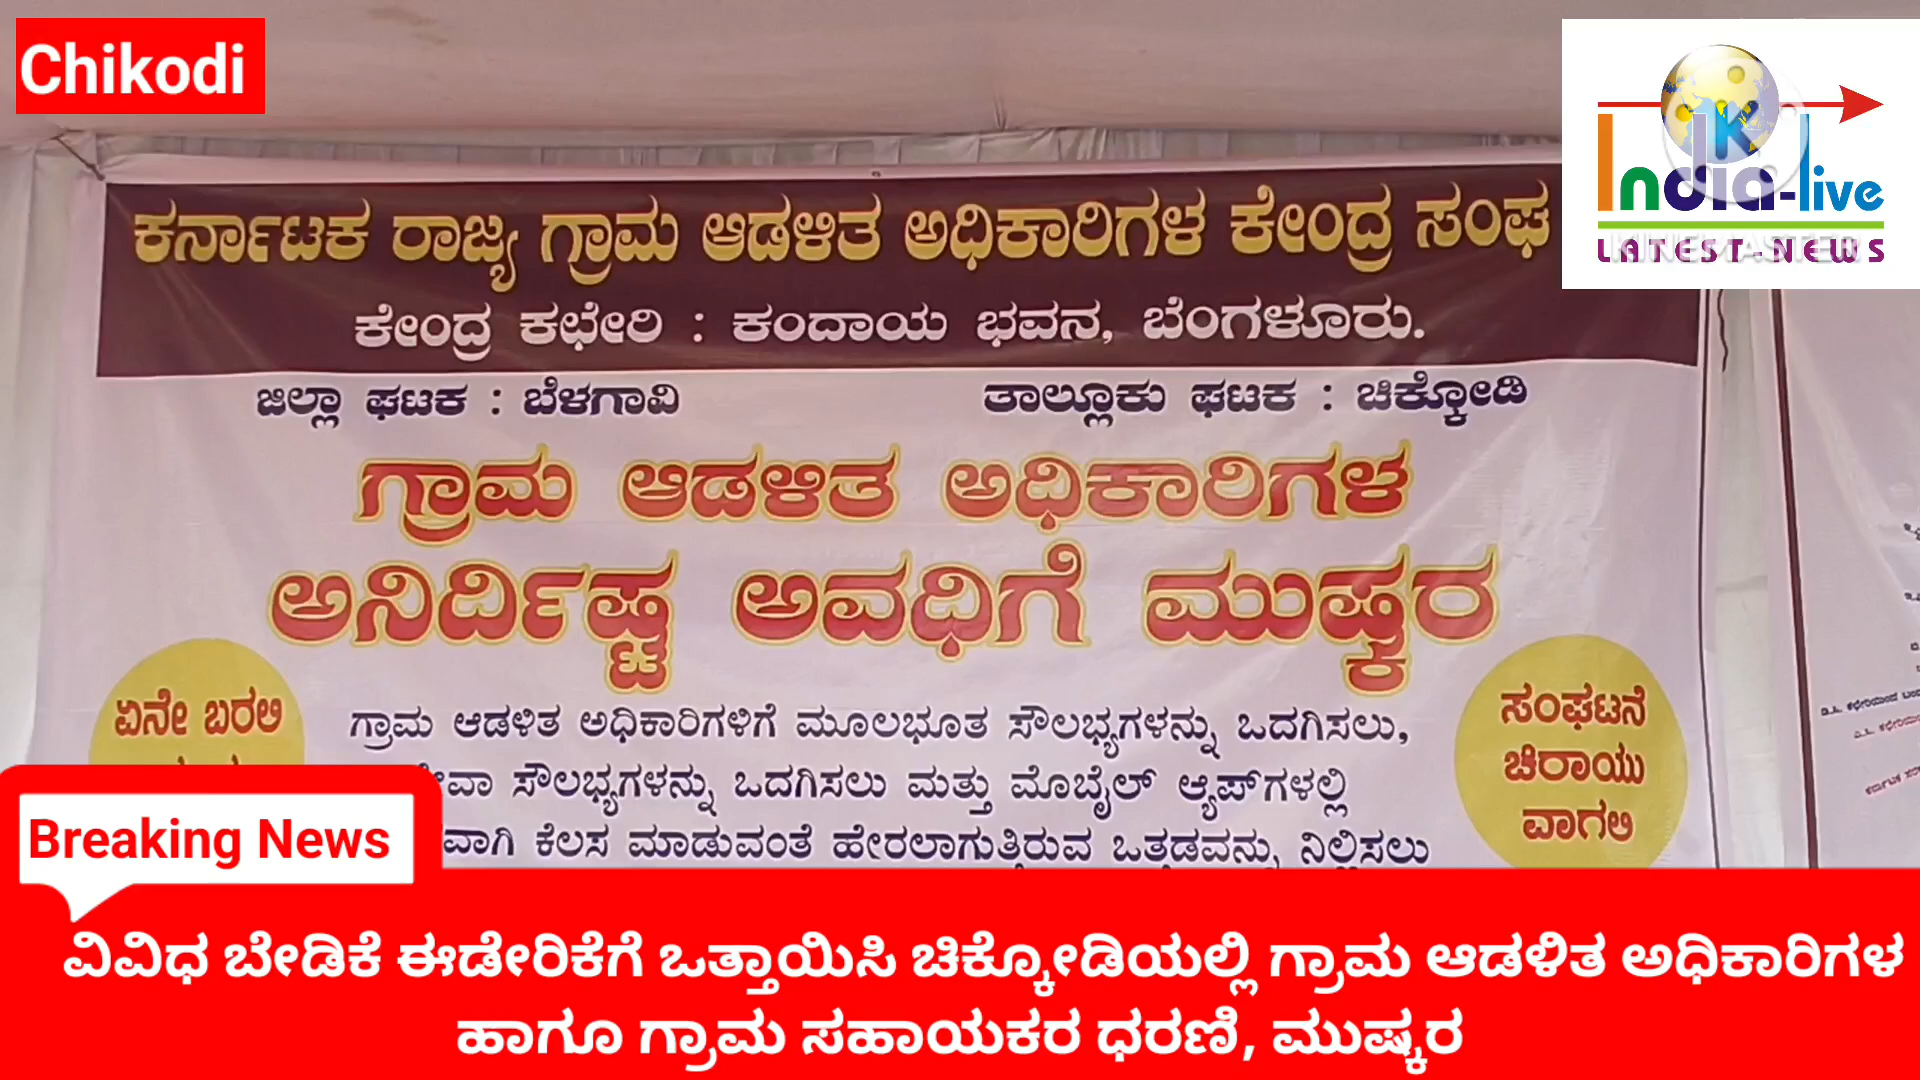 Chikodi
India-live
LATEST-NEWS
KINEMASTER
ಕರ್ನಾಟಕ ರಾಜ್ಯ ಗ್ರಾಮ ಆಡಳಿತ ಅಧಿಕಾರಿಗಳ ಕೇಂದ್ರ ಸಂಘ
ಕೇಂದ್ರ ಕಛೇರಿ : ಕಂದಾಯ ಭವನ, ಬೆಂಗಳೂರು.
ಜಿಲ್ಲಾ ಘಟಕ : ಬೆಳಗಾವಿ ತಾಲ್ಲೂಕು ಘಟಕ : ಚಿಕ್ಕೋಡಿ
ಗ್ರಾಮ ಆಡಳಿತ ಅಧಿಕಾರಿಗಳ
ಅನಿರ್ದಿಷ್ಟ ಅವಧಿಗೆ ಮುಷ್ಕರ
ಏನೇ ಬರಲಿ
ಗ್ರಾಮ ಆಡಳಿತ ಅಧಿಕಾರಿಗಳಿಗೆ ಮೂಲಭೂತ ಸೌಲಭ್ಯಗಳನ್ನು ಒದಗಿಸಲು,
ಸೌಲಭ್ಯಗಳನ್ನು ಒದಗಿಸಲು ಮತ್ತು ಮೊಬೈಲ್ ಆ್ಯಪ್‌ಗಳಲ್ಲಿ
ವಾಗಿ ಕೆಲಸ ಮಾಡುವಂತೆ ಹೇರಲಾಗುತ್ತಿರುವ ಒತ್ತಡವನ್ನು ನಿಲ್ಲಿಸಲು
ಸಂಘಟನೆ
ಚಿರಾಯು
ವಾಗಲಿ
Breaking News
ವಿವಿಧ ಬೇಡಿಕೆ ಈಡೇರಿಕೆಗೆ ಒತ್ತಾಯಿಸಿ ಚಿಕ್ಕೋಡಿಯಲ್ಲಿ ಗ್ರಾಮ ಆಡಳಿತ ಅಧಿಕಾರಿಗಳ
ಹಾಗೂ ಗ್ರಾಮ ಸಹಾಯಕರ ಧರಣಿ, ಮುಷ್ಕರ